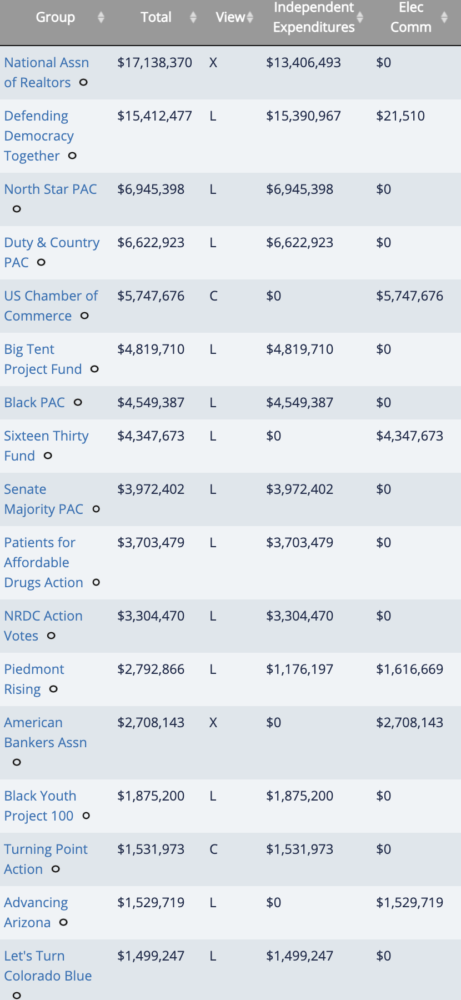 Group Total View Independent Expenditures Elec Comm
National Assn $17,138,370 X $13,406,493 $0
of Realtors
Defending $15,412,477 L $15,390,967 $21,510
Democracy
Together
North Star PAC $6,945,398 L $6,945,398 $0
Duty & Country $6,622,923 L $6,622,923 $0
PAC
US Chamber of $5,747,676 C $0 $5,747,676
Commerce
Big Tent $4,819,710 L $4,819,710 $0
Project Fund
Black PAC $4,549,387 L $4,549,387 $0
Sixteen Thirty $4,347,673 L $0 $4,347,673
Fund
Senate $3,972,402 L $3,972,402 $0
Majority PAC
Patients for $3,703,479 L $3,703,479 $0
Affordable
Drugs Action
NRDC Action $3,304,470 L $3,304,470 $0
Votes
Piedmont $2,792,866 L $1,176,197 $1,616,669
Rising
American $2,708,143 X $0 $2,708,143
Bankers Assn
Black Youth $1,875,200 L $1,875,200 $0
Project 100
Turning Point $1,531,973 C $1,531,973 $0
Action
Advancing $1,529,719 L $0 $1,529,719
Arizona
Let's Turn $1,499,247 L $1,499,247 $0
Colorado Blue